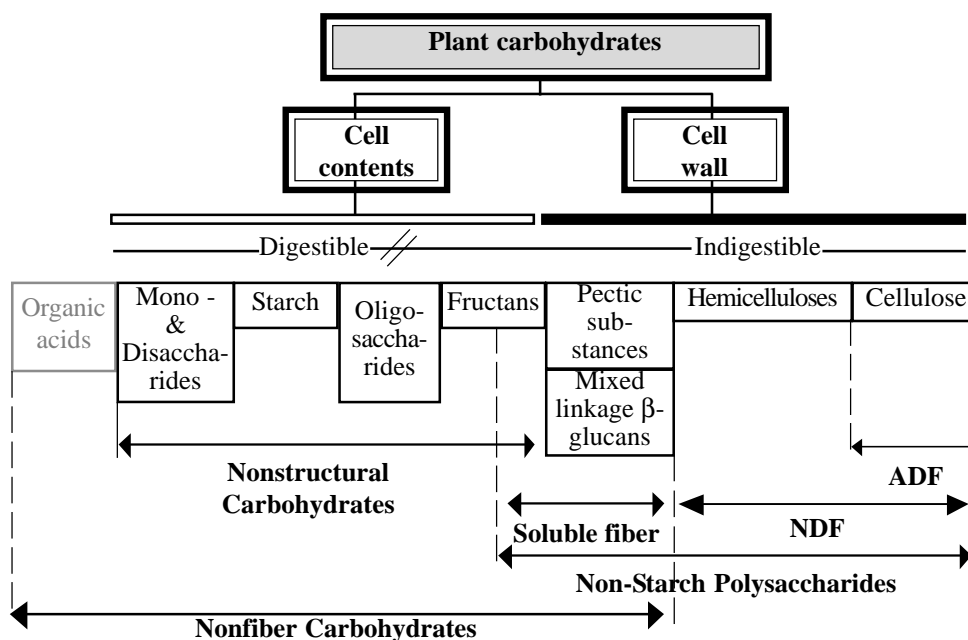 Plant carbohydrates
Cell
contents
Cell
wall
Digestible
Indigestible
Organic
acids
Mono -
&
Disaccha-
rides
Starch
Oligo-
saccha-
rides
Fructans
Pectic
sub-
stances
Mixed
linkage β-
glucans
Hemicelluloses
Cellulose
Nonstructural
Carbohydrates
ADF
Soluble fiber
NDF
Non-Starch Polysaccharides
Nonfiber Carbohydrates